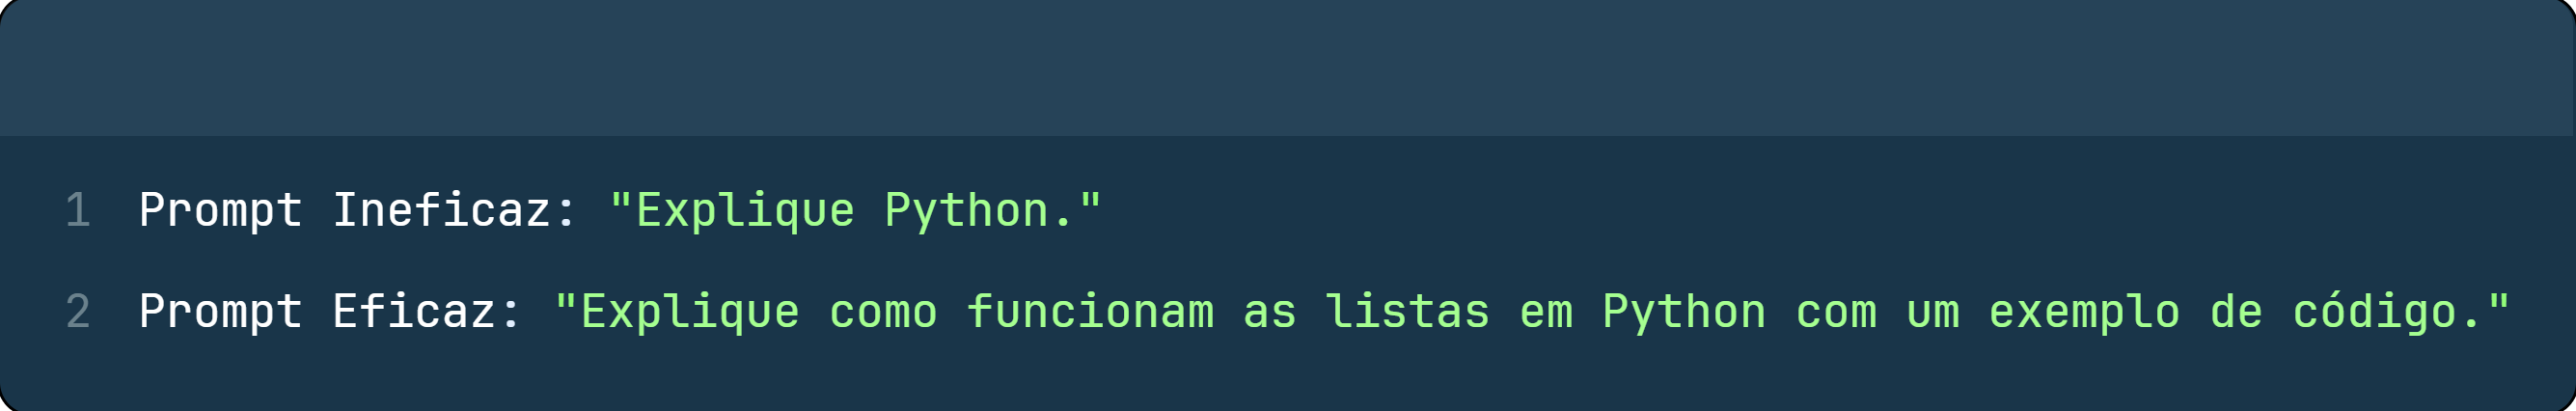 1 Prompt Ineficaz: "Explique Python."
2 Prompt Eficaz: "Explique como funcionam as listas em Python com um exemplo de código."